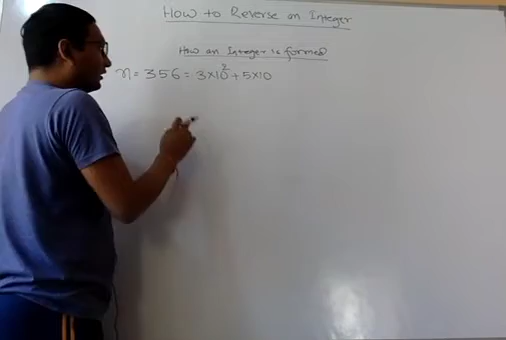 How to Reverse an Integer
How an Integer is formed
n = 356 = 3×10² + 5×10